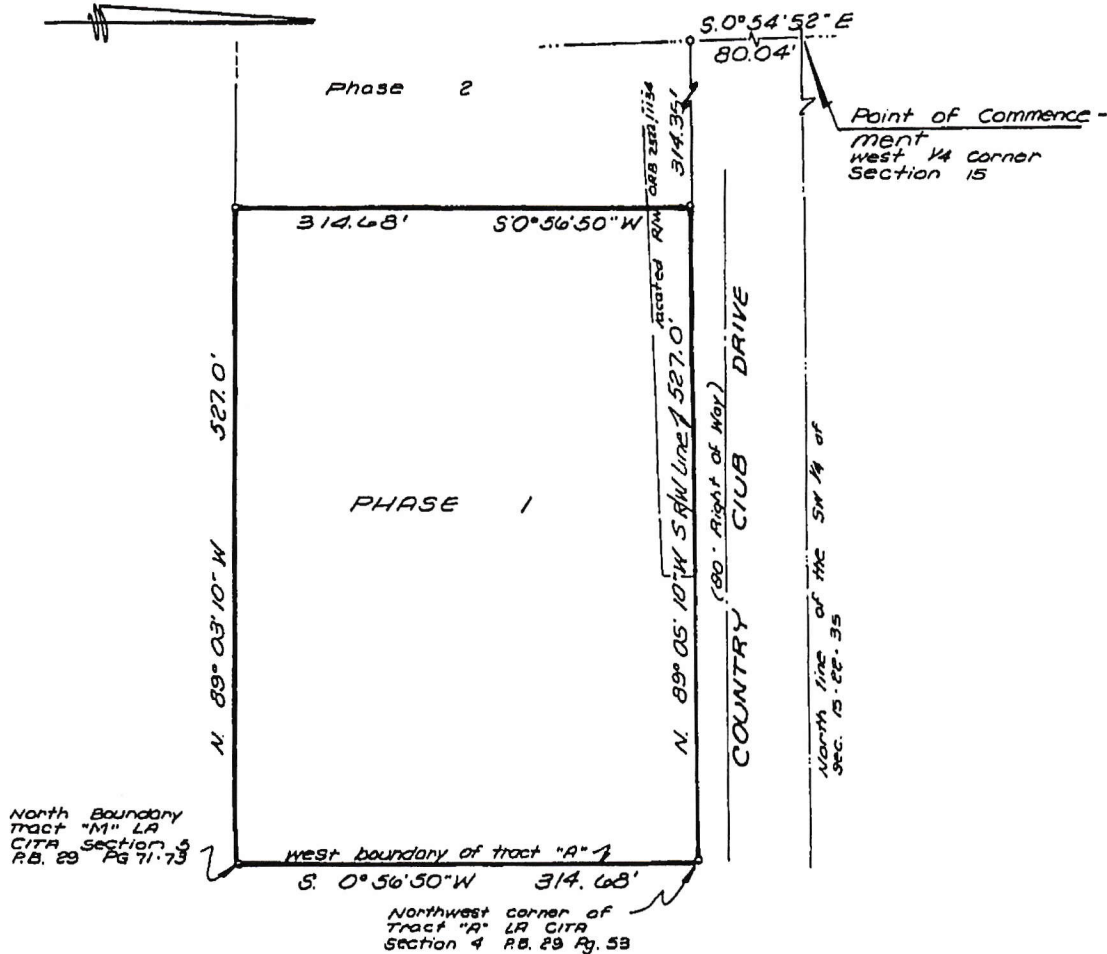 S. 0° 54' 52" E
80.04'
Phase 2
Point of Commence-
ment
west 1/4 corner
Section 15
314.35'
R/W ORB 2522/1134
314.68' S 0° 56' 50" W
527.0'
N. 89° 03' 10" W
PHASE 1
N. 89° 05' 10" W S R/W Line 527.0'
(80' Right of Way)
COUNTRY CLUB DRIVE
North line of the SW 1/4 of
Sec. 15-22-35
North Boundary
Tract "M" LA
CITA Section 5
P.B. 29 PG 71-73
west boundary of tract "A"
S. 0° 56' 50" W 314.68'
Northwest corner of
Tract "A" LA CITA
Section 4 P.B. 29 Pg. 53